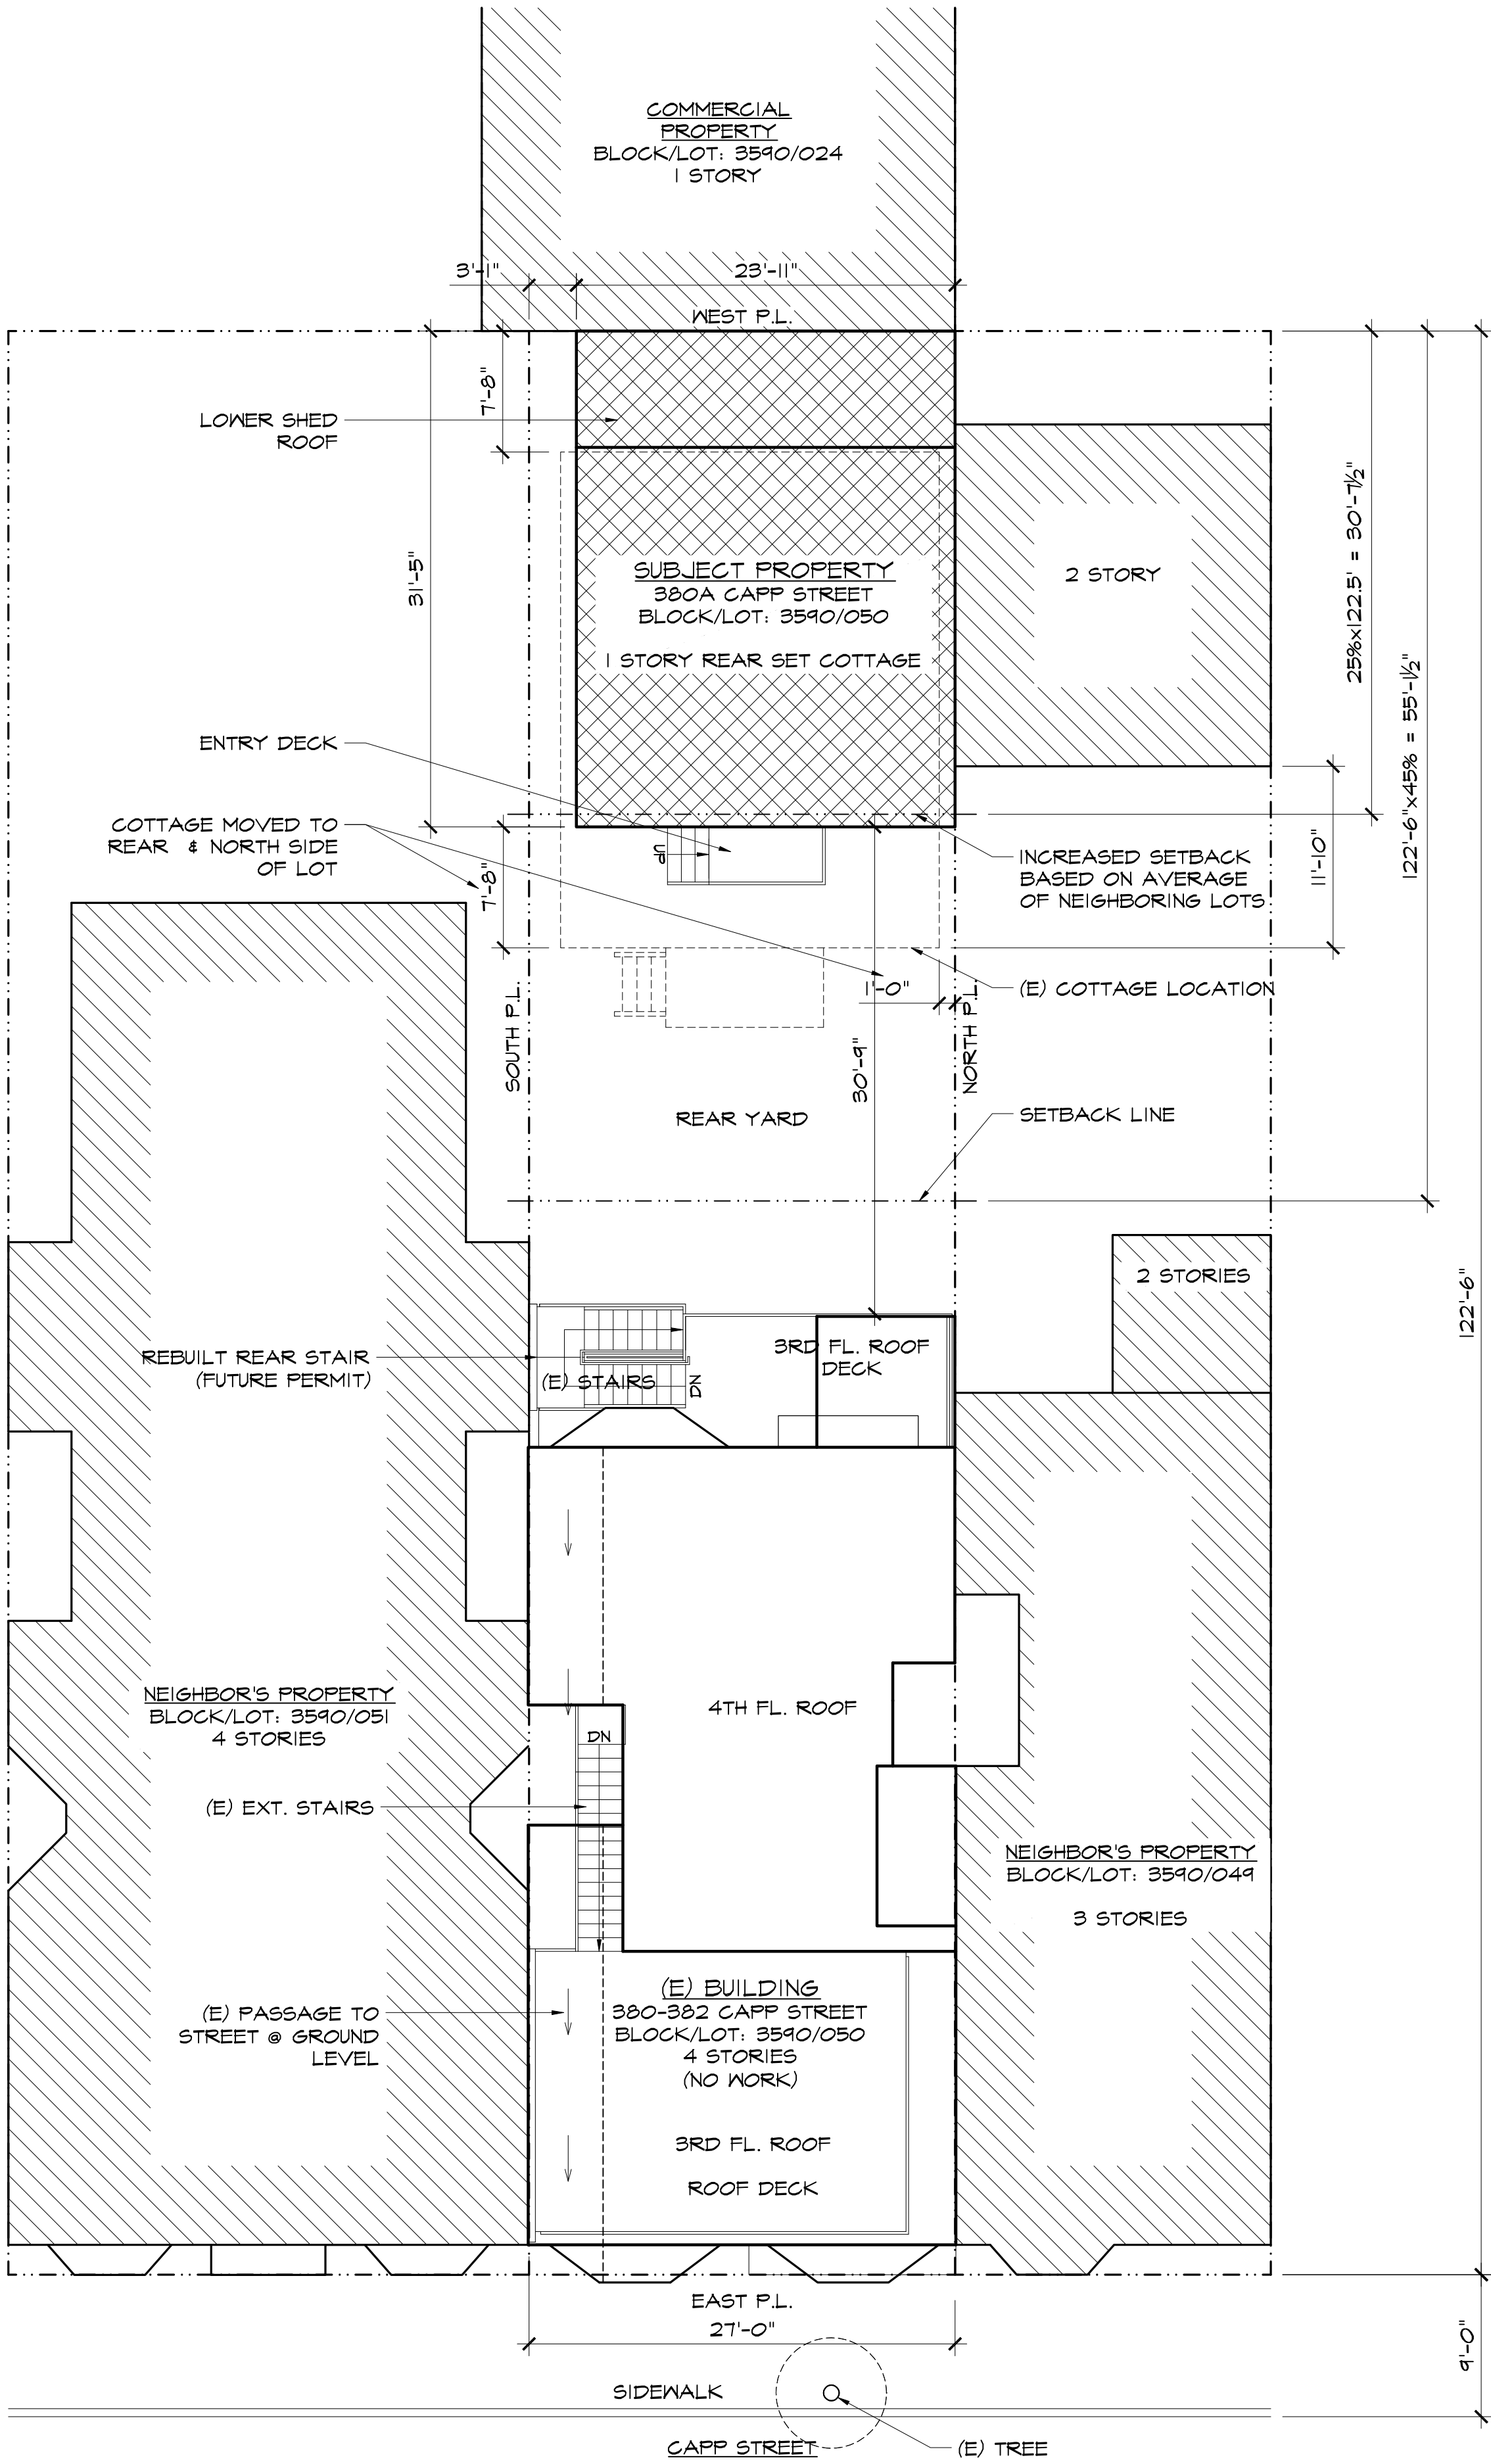 COMMERCIAL
PROPERTY
BLOCK/LOT: 3590/024
1 STORY
3'-1"
23'-11"
WEST P.L.
7'-8"
LOWER SHED
ROOF
31'-5"
SUBJECT PROPERTY
380A CAPP STREET
BLOCK/LOT: 3590/050
1 STORY REAR SET COTTAGE
2 STORY
25%x122.5' = 30'-7½"
122'-6"x45% = 55'-1½"
122'-6"
ENTRY DECK
UP
COTTAGE MOVED TO
REAR & NORTH SIDE
OF LOT
7'-8"
INCREASED SETBACK
BASED ON AVERAGE
OF NEIGHBORING LOTS
11'-10"
1'-0"
(E) COTTAGE LOCATION
SOUTH P.L.
NORTH P.L.
30'-9"
REAR YARD
SETBACK LINE
2 STORIES
REBUILT REAR STAIR
(FUTURE PERMIT)
(E) STAIRS
DN
3RD FL. ROOF
DECK
NEIGHBOR'S PROPERTY
BLOCK/LOT: 3590/051
4 STORIES
4TH FL. ROOF
DN
(E) EXT. STAIRS
NEIGHBOR'S PROPERTY
BLOCK/LOT: 3590/049
3 STORIES
(E) PASSAGE TO
STREET @ GROUND
LEVEL
(E) BUILDING
380-382 CAPP STREET
BLOCK/LOT: 3590/050
4 STORIES
(NO WORK)
3RD FL. ROOF
ROOF DECK
EAST P.L.
27'-0"
9'-0"
SIDEWALK
CAPP STREET
(E) TREE